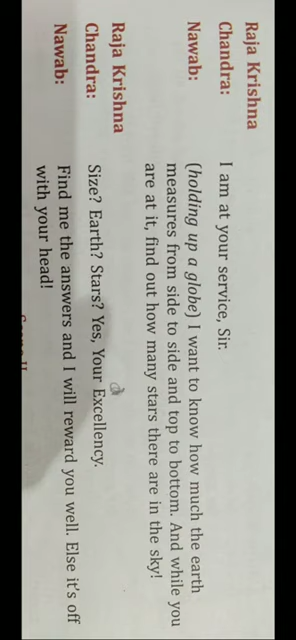 Raja Krishna
Chandra: I am at your service, Sir.
Nawab: (holding up a globe) I want to know how much the earth
measures from side to side and top to bottom. And while you
are at it, find out how many stars there are in the sky!
Raja Krishna
Chandra: Size? Earth? Stars? Yes, Your Excellency.
Nawab: Find me the answers and I will reward you well. Else it's off
with your head!